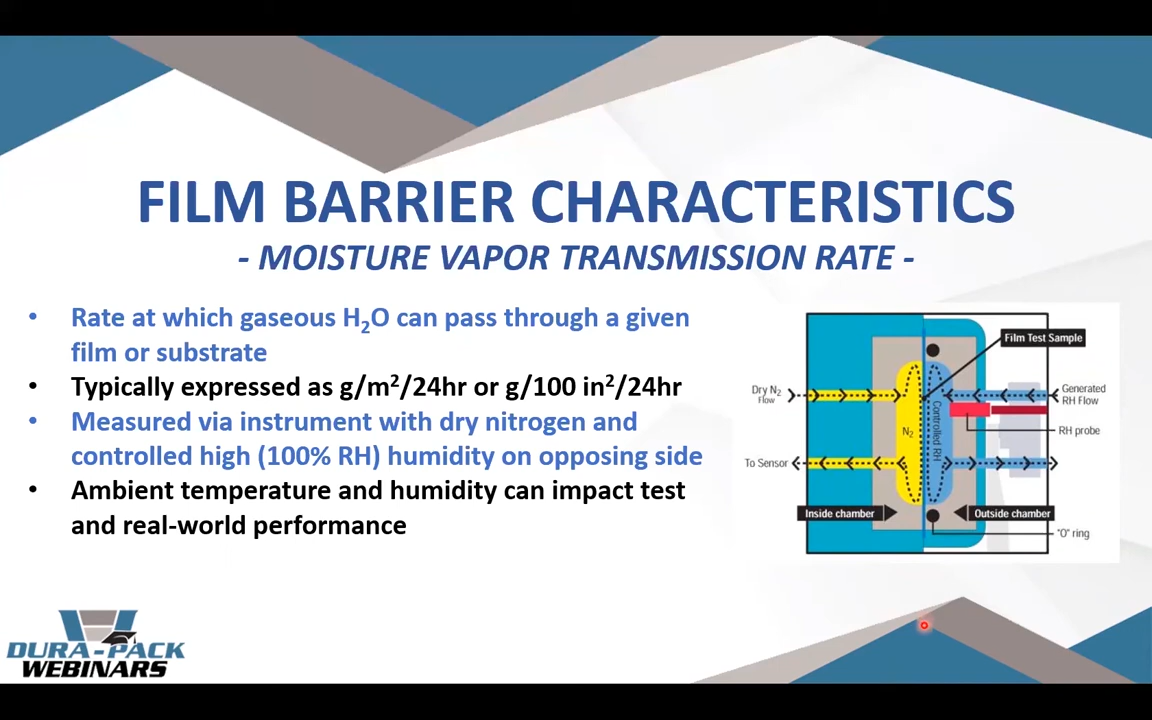 FILM BARRIER CHARACTERISTICS
- MOISTURE VAPOR TRANSMISSION RATE -
• Rate at which gaseous H₂O can pass through a given
film or substrate
• Typically expressed as g/m²/24hr or g/100 in²/24hr
• Measured via instrument with dry nitrogen and
controlled high (100% RH) humidity on opposing side
• Ambient temperature and humidity can impact test
and real-world performance
Film Test Sample
Dry N₂
Flow
Generated
RH Flow
N₂
Controlled RH
RH probe
To Sensor
Inside chamber
Outside chamber
"O" ring
DURA-PACK
WEBINARS